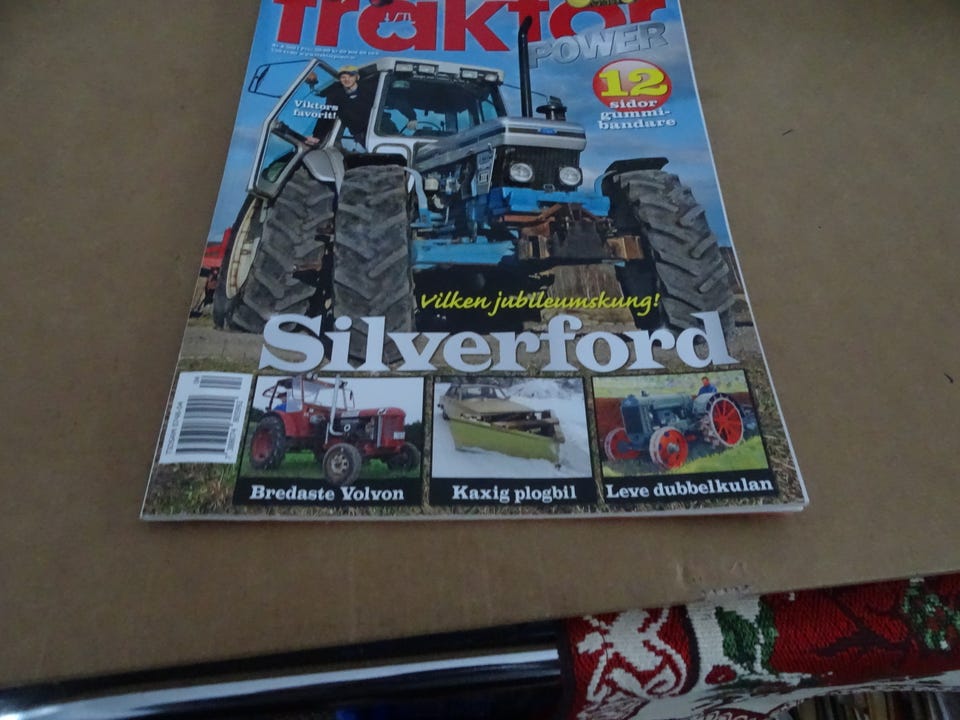 traktor
POWER
12
sidor
gummi-
bandare
Viktors
favorit!
Vilken jubileumskung!
Silverford
Bredaste Volvon
Kaxig plogbil
Leve dubbelkulan